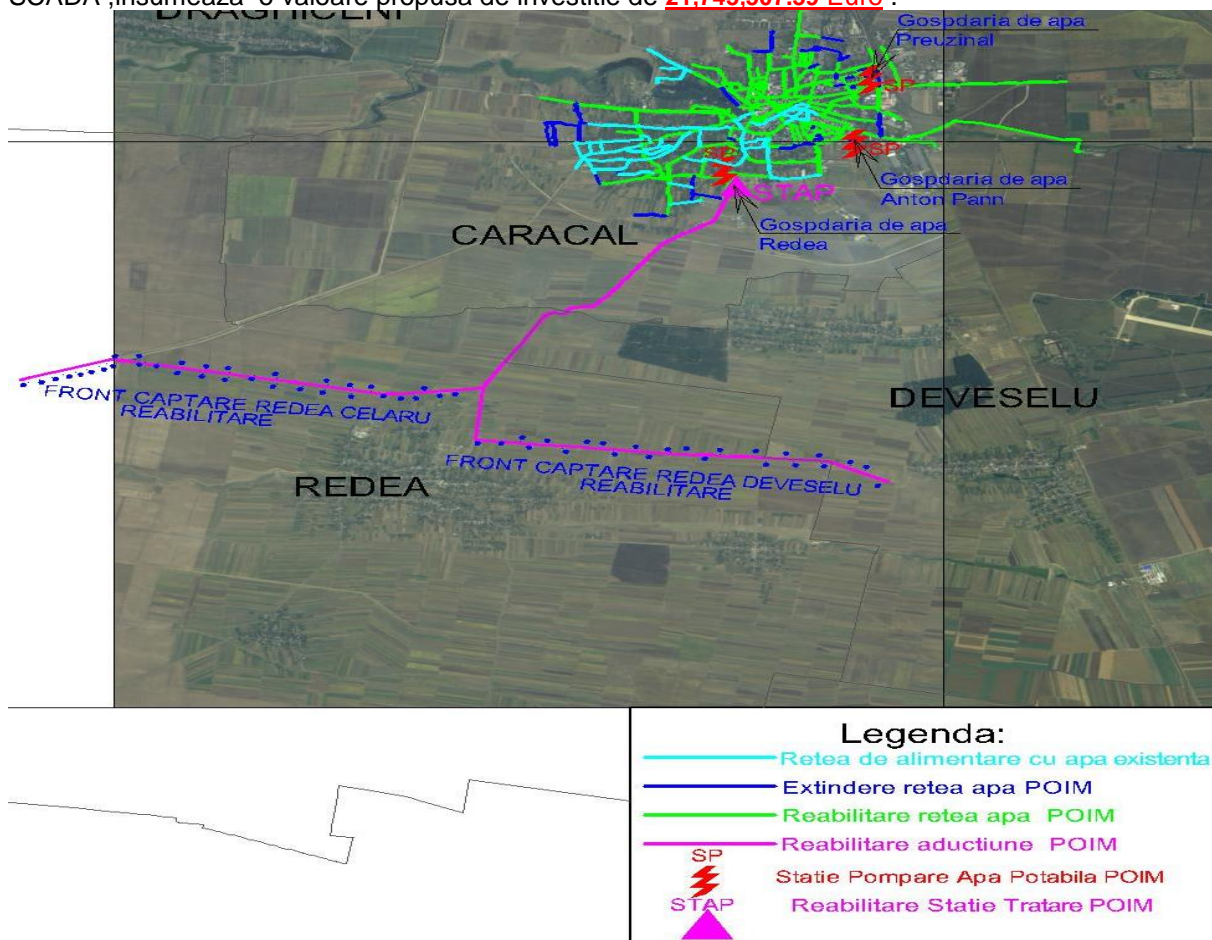 SCADA ,insumeaza o valoare propusa de investitie de 21,745,567.59 Euro .
DRAGHICENI
Gospdaria de apa
Preuzinal
SP
SP
SP
Gospdaria de apa
Anton Pann
STAP
Gospdaria de apa
Redea
CARACAL
FRONT CAPTARE REDEA CELARU
REABILITARE
DEVESELU
FRONT CAPTARE REDEA DEVESELU
REABILITARE
REDEA
Legenda:
Retea de alimentare cu apa existenta
Extindere retea apa POIM
Reabilitare retea apa POIM
Reabilitare aductiune POIM
SP
Statie Pompare Apa Potabila POIM
STAP
Reabilitare Statie Tratare POIM